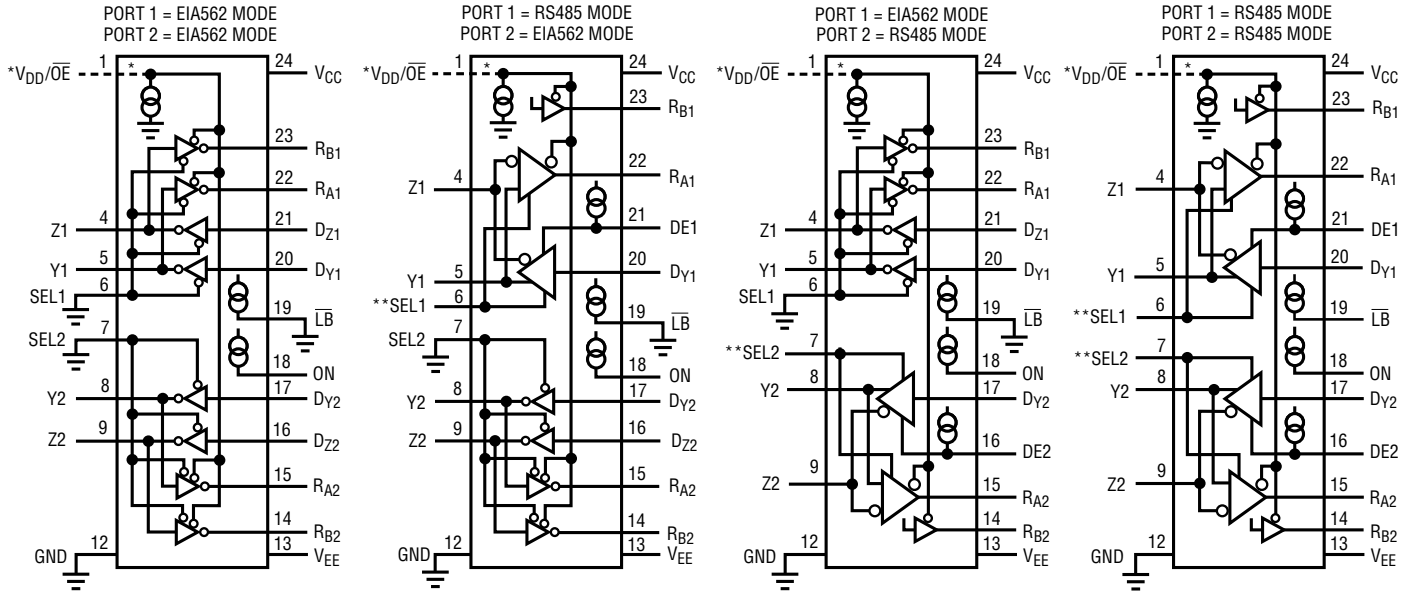 PORT 1 = EIA562 MODE
PORT 2 = EIA562 MODE
*VDD/O̅E̅ 1 *
24 VCC
23 RB1
22 RA1
Z1 4
21 DZ1
Y1 5
20 DY1
SEL1 6
19 L̅B̅
SEL2 7
18 ON
Y2 8
17 DY2
Z2 9
16 DZ2
15 RA2
14 RB2
GND 12
13 VEE
PORT 1 = RS485 MODE
PORT 2 = EIA562 MODE
*VDD/O̅E̅ 1 *
24 VCC
23 RB1
22 RA1
Z1 4
21 DE1
Y1 5
20 DY1
**SEL1 6
19 L̅B̅
SEL2 7
18 ON
Y2 8
17 DY2
Z2 9
16 DZ2
15 RA2
14 RB2
GND 12
13 VEE
PORT 1 = EIA562 MODE
PORT 2 = RS485 MODE
*VDD/O̅E̅ 1 *
24 VCC
23 RB1
22 RA1
Z1 4
21 DZ1
Y1 5
20 DY1
SEL1 6
19 L̅B̅
**SEL2 7
18 ON
Y2 8
17 DY2
16 DE2
Z2 9
15 RA2
14 RB2
GND 12
13 VEE
PORT 1 = RS485 MODE
PORT 2 = RS485 MODE
*VDD/O̅E̅ 1 *
24 VCC
23 RB1
22 RA1
Z1 4
21 DE1
Y1 5
20 DY1
**SEL1 6
19 L̅B̅
**SEL2 7
18 ON
Y2 8
17 DY2
16 DE2
Z2 9
15 RA2
14 RB2
GND 12
13 VEE